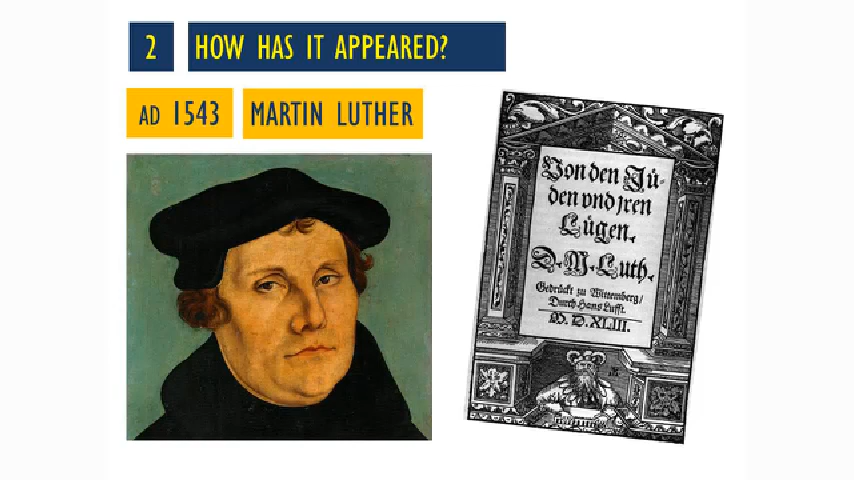 2 HOW HAS IT APPEARED?
AD 1543 MARTIN LUTHER
Von den Jü-
den vnd jren
Lügen.
D. M. Luth.
Gedrückt zu Wittemberg/
Durch Hans Lufft.
M. D. XLIII.